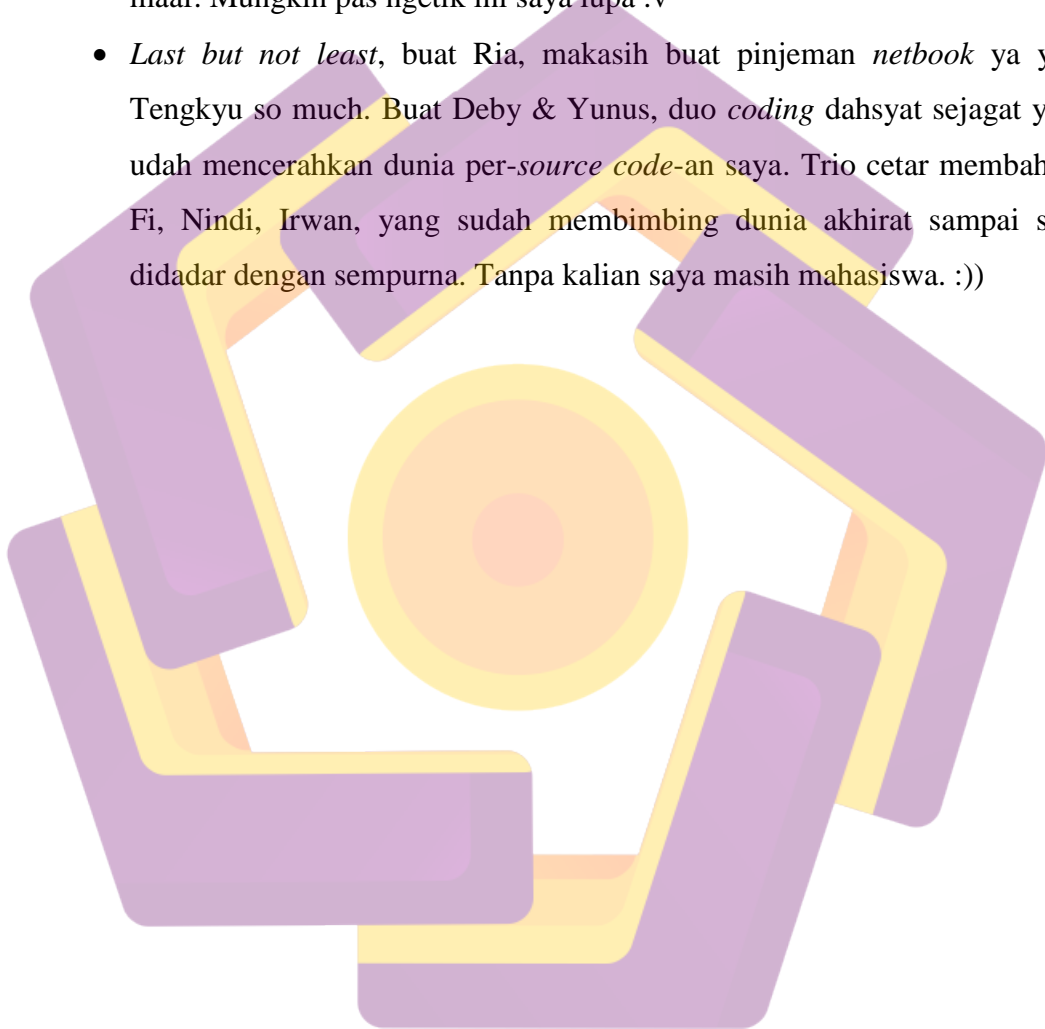 maaf. Mungkin pas ngetik ini saya lupa :v
• Last but not least, buat Ria, makasih buat pinjeman netbook ya
Tengkyu so much. Buat Deby & Yunus, duo coding dahsyat sejagat
udah mencerahkan dunia per-source code-an saya. Trio cetar
Fi, Nindi, Irwan, yang sudah membimbing dunia akhirat sampai
didadar dengan sempurna. Tanpa kalian saya masih mahasiswa. :))